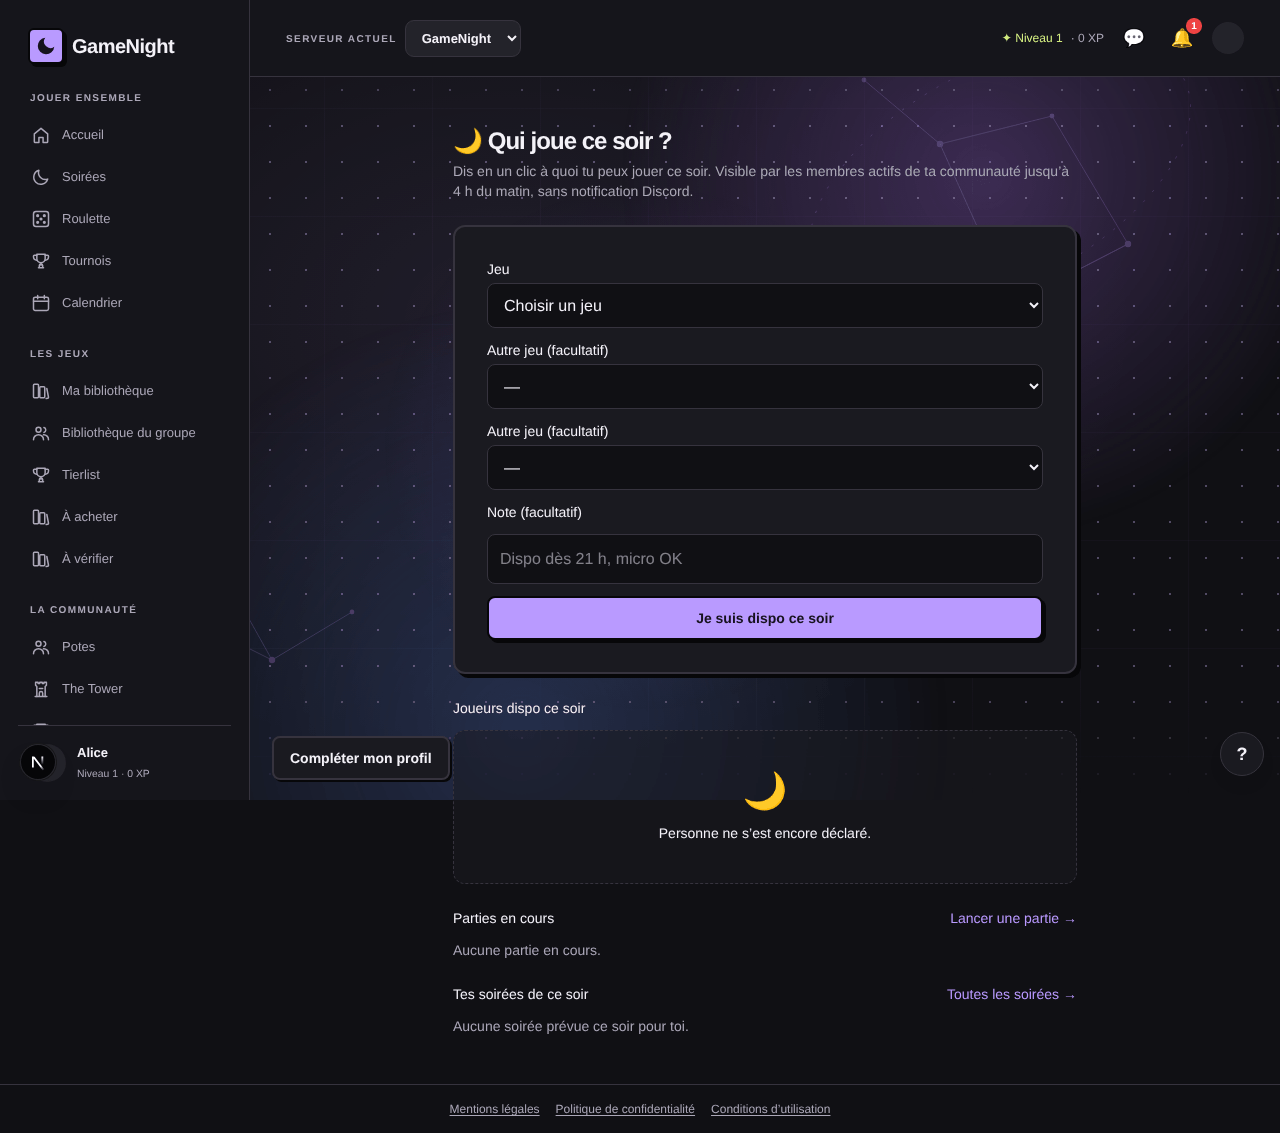 GameNight
SERVEUR ACTUEL
GameNight
✦ Niveau 1 · 0 XP
1
JOUER ENSEMBLE
Accueil
Soirées
Roulette
Tournois
Calendrier
LES JEUX
Ma bibliothèque
Bibliothèque du groupe
Tierlist
À acheter
À vérifier
LA COMMUNAUTÉ
Potes
The Tower
N
Alice
Niveau 1 · 0 XP
🌙 Qui joue ce soir ?
Dis en un clic à quoi tu peux jouer ce soir. Visible par les membres actifs de ta communauté jusqu’à
4 h du matin, sans notification Discord.
Jeu
Choisir un jeu
Autre jeu (facultatif)
—
Autre jeu (facultatif)
—
Note (facultatif)
Dispo dès 21 h, micro OK
Je suis dispo ce soir
Joueurs dispo ce soir
Compléter mon profil
?
Personne ne s’est encore déclaré.
Parties en cours
Lancer une partie →
Aucune partie en cours.
Tes soirées de ce soir
Toutes les soirées →
Aucune soirée prévue ce soir pour toi.
Mentions légales
Politique de confidentialité
Conditions d’utilisation